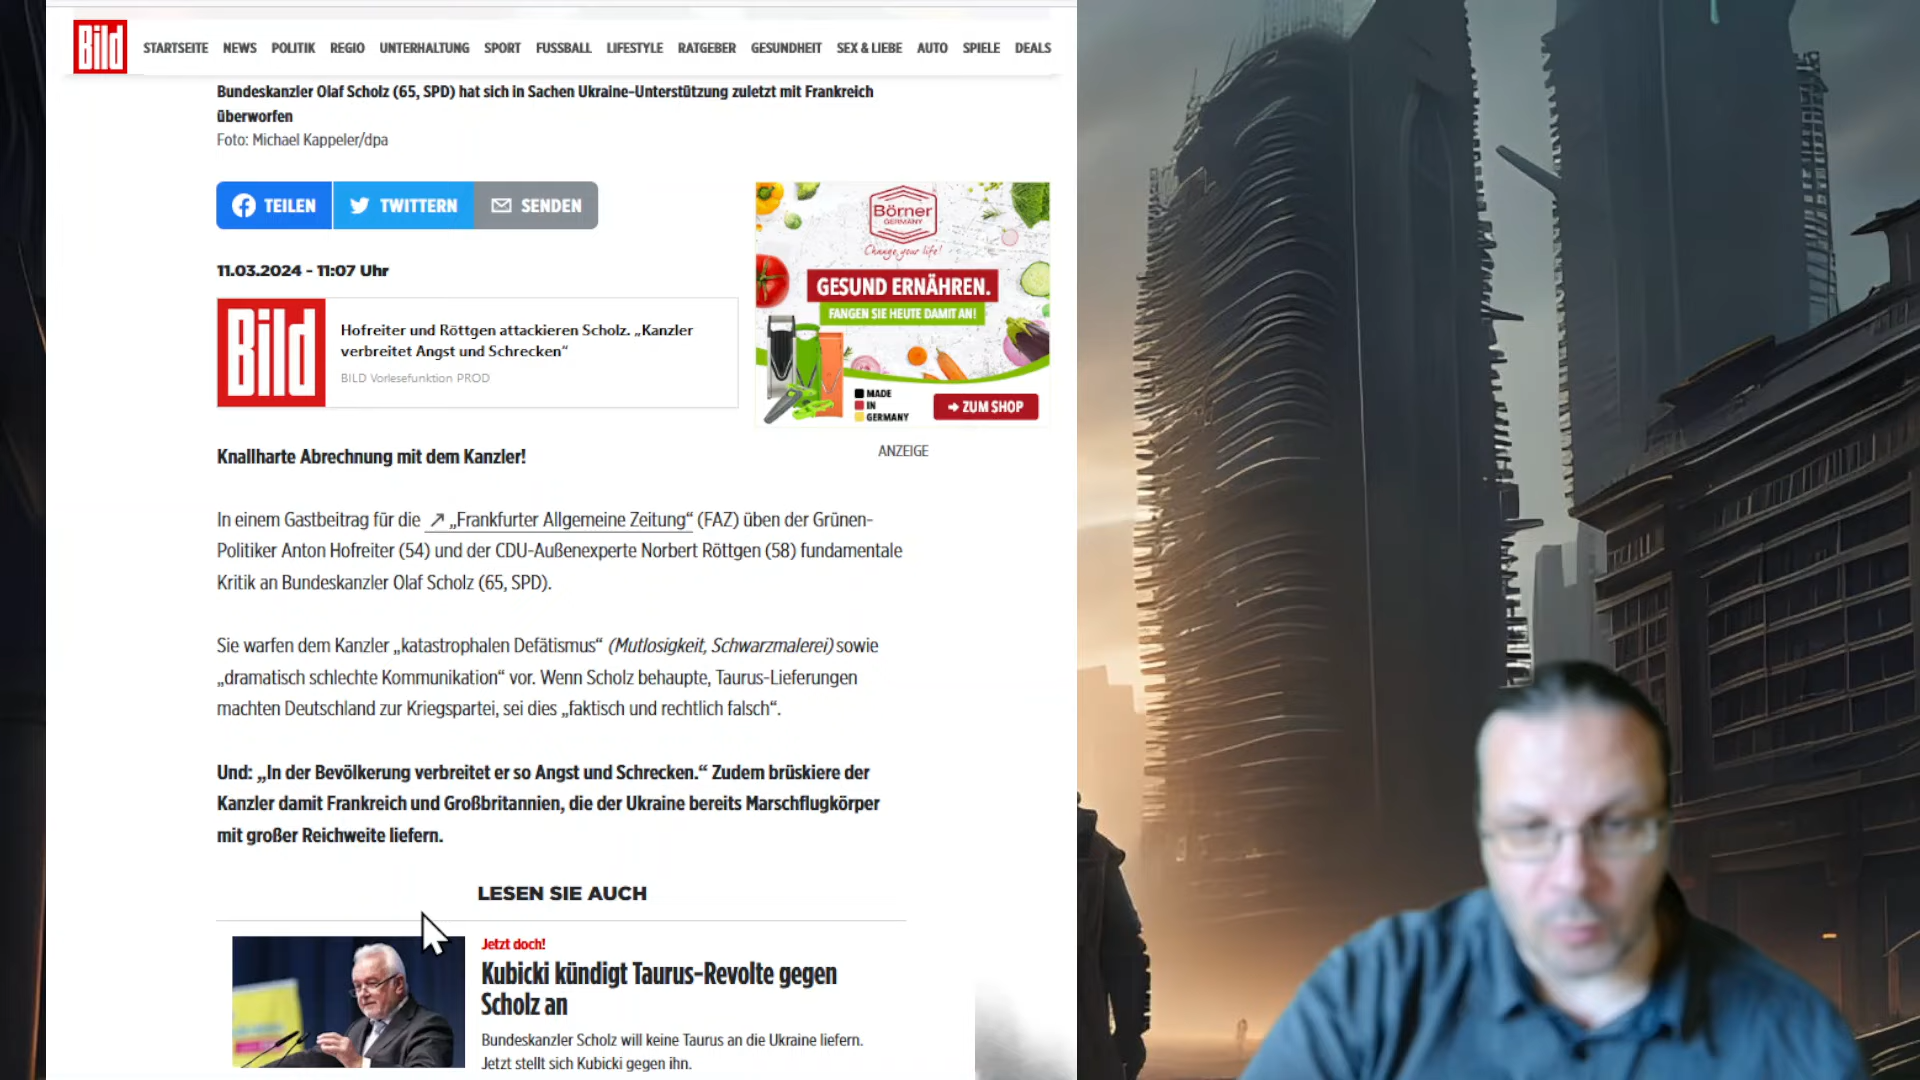 Bild
STARTSEITE NEWS POLITIK REGIO UNTERHALTUNG SPORT FUSSBALL LIFESTYLE RATGEBER GESUNDHEIT SEX & LIEBE AUTO SPIELE DEALS
Bundeskanzler Olaf Scholz (65, SPD) hat sich in Sachen Ukraine-Unterstützung zuletzt mit Frankreich
überworfen
Foto: Michael Kappeler/dpa
TEILEN TWITTERN SENDEN
11.03.2024 - 11:07 Uhr
Bild
Hofreiter und Röttgen attackieren Scholz. „Kanzler
verbreitet Angst und Schrecken“
BILD Vorlesefunktion PROD
Börner
GERMANY
Change your life!
GESUND ERNÄHREN.
FANGEN SIE HEUTE DAMIT AN!
MADE
IN
GERMANY
ZUM SHOP
ANZEIGE
Knallharte Abrechnung mit dem Kanzler!
In einem Gastbeitrag für die „Frankfurter Allgemeine Zeitung“ (FAZ) üben der Grünen-
Politiker Anton Hofreiter (54) und der CDU-Außenexperte Norbert Röttgen (58) fundamentale
Kritik an Bundeskanzler Olaf Scholz (65, SPD).
Sie warfen dem Kanzler „katastrophalen Defätismus“ (Mutlosigkeit, Schwarzmalerei) sowie
„dramatisch schlechte Kommunikation“ vor. Wenn Scholz behaupte, Taurus-Lieferungen
machten Deutschland zur Kriegspartei, sei dies „faktisch und rechtlich falsch“.
Und: „In der Bevölkerung verbreitet er so Angst und Schrecken.“ Zudem brüskiere der
Kanzler damit Frankreich und Großbritannien, die der Ukraine bereits Marschflugkörper
mit großer Reichweite liefern.
LESEN SIE AUCH
Jetzt doch!
Kubicki kündigt Taurus-Revolte gegen
Scholz an
Bundeskanzler Scholz will keine Taurus an die Ukraine liefern.
Jetzt stellt sich Kubicki gegen ihn.